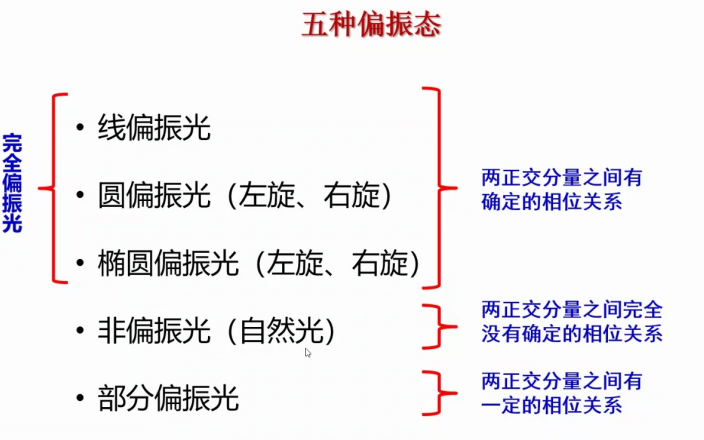 五种偏振态
完全偏振光
• 线偏振光
• 圆偏振光（左旋、右旋）
• 椭圆偏振光（左旋、右旋）
两正交分量之间有
确定的相位关系
• 非偏振光（自然光）
两正交分量之间完全
没有确定的相位关系
• 部分偏振光
两正交分量之间有
一定的相位关系